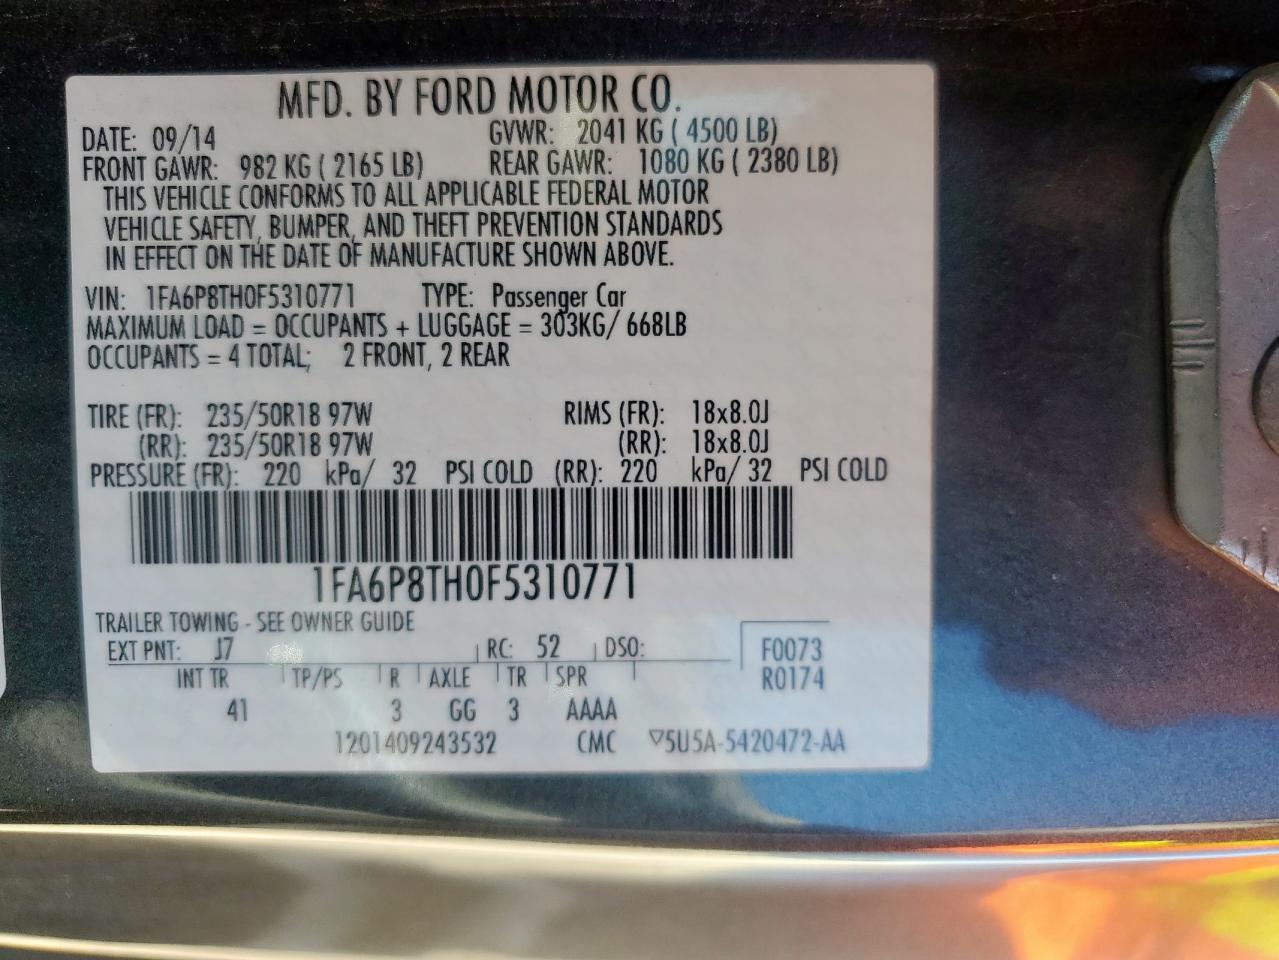 MFD. BY FORD MOTOR CO.
DATE: 09/14 GVWR: 2041 KG ( 4500 LB)
FRONT GAWR: 982 KG ( 2165 LB) REAR GAWR: 1080 KG ( 2380 LB)
THIS VEHICLE CONFORMS TO ALL APPLICABLE FEDERAL MOTOR
VEHICLE SAFETY, BUMPER, AND THEFT PREVENTION STANDARDS
IN EFFECT ON THE DATE OF MANUFACTURE SHOWN ABOVE.
VIN: 1FA6P8TH0F5310771 TYPE: Passenger Car
MAXIMUM LOAD = OCCUPANTS + LUGGAGE = 303KG/ 668LB
OCCUPANTS = 4 TOTAL; 2 FRONT, 2 REAR
TIRE (FR): 235/50R18 97W RIMS (FR): 18x8.0J
(RR): 235/50R18 97W (RR): 18x8.0J
PRESSURE (FR): 220 kPa/ 32 PSI COLD (RR): 220 kPa/ 32 PSI COLD
1FA6P8TH0F5310771
TRAILER TOWING - SEE OWNER GUIDE
EXT PNT: J7 RC: 52 DSO: F0073
INT TR TP/PS R AXLE TR SPR R0174
41 3 GG 3 AAAA
1201409243532 CMC ▽5U5A-5420472-AA